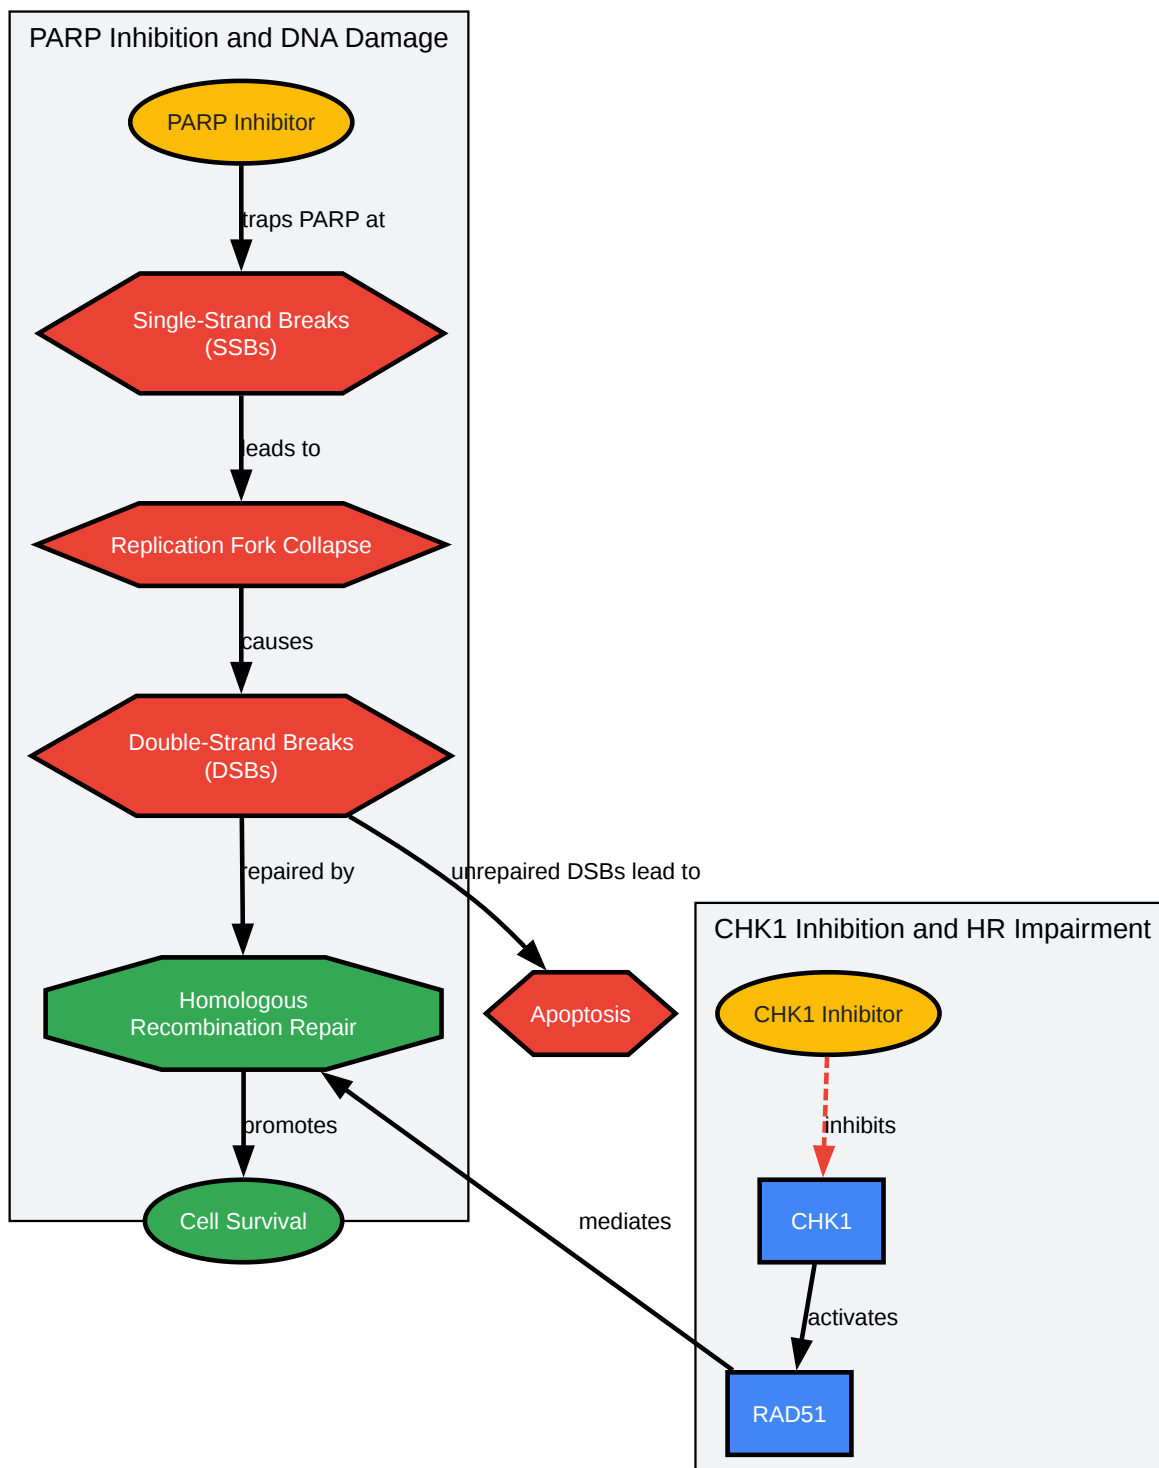 PARP Inhibition and DNA Damage
PARP Inhibitor
traps PARP at
Single-Strand Breaks
(SSBs)
leads to
Replication Fork Collapse
causes
Double-Strand Breaks
(DSBs)
repaired by
unrepaired DSBs lead to
Homologous
Recombination Repair
Apoptosis
promotes
Cell Survival
mediates
CHK1 Inhibition and HR Impairment
CHK1 Inhibitor
inhibits
CHK1
activates
RAD51